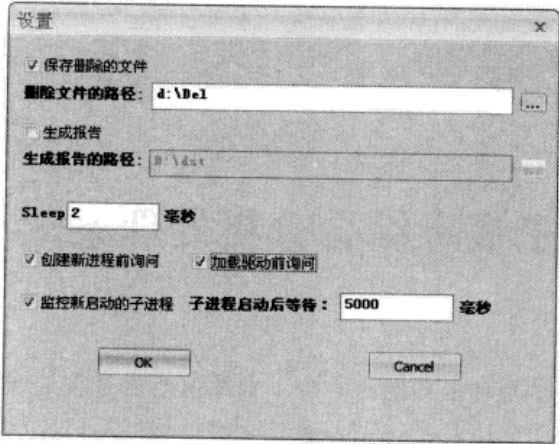 设置
保存删除的文件
删除文件的路径: d:\Del ...
生成报告
生成报告的路径:
Sleep 2 毫秒
创建新进程前询问 加载驱动前询问
监控新启动的子进程 子进程启动后等待: 5000 毫秒
OK Cancel